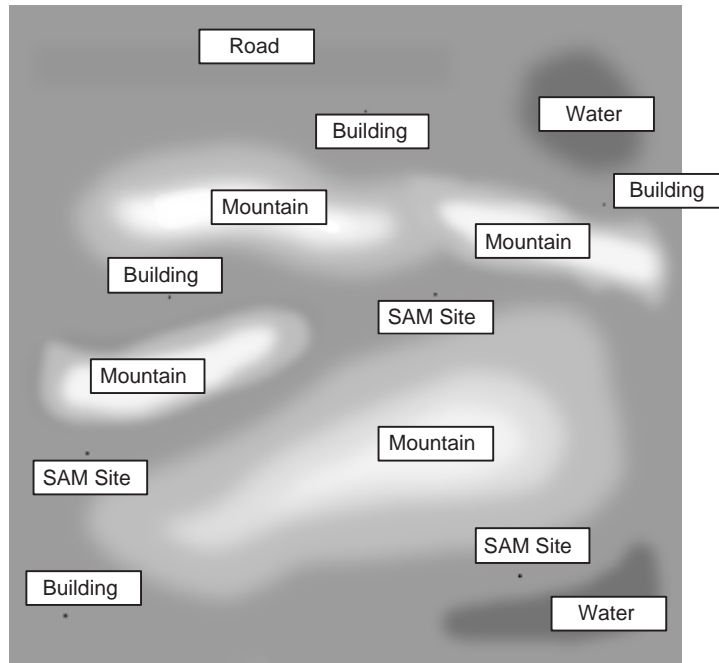 Road
Water
Building
Building
Mountain
Mountain
Building
SAM Site
Mountain
Mountain
SAM Site
SAM Site
Building
Water